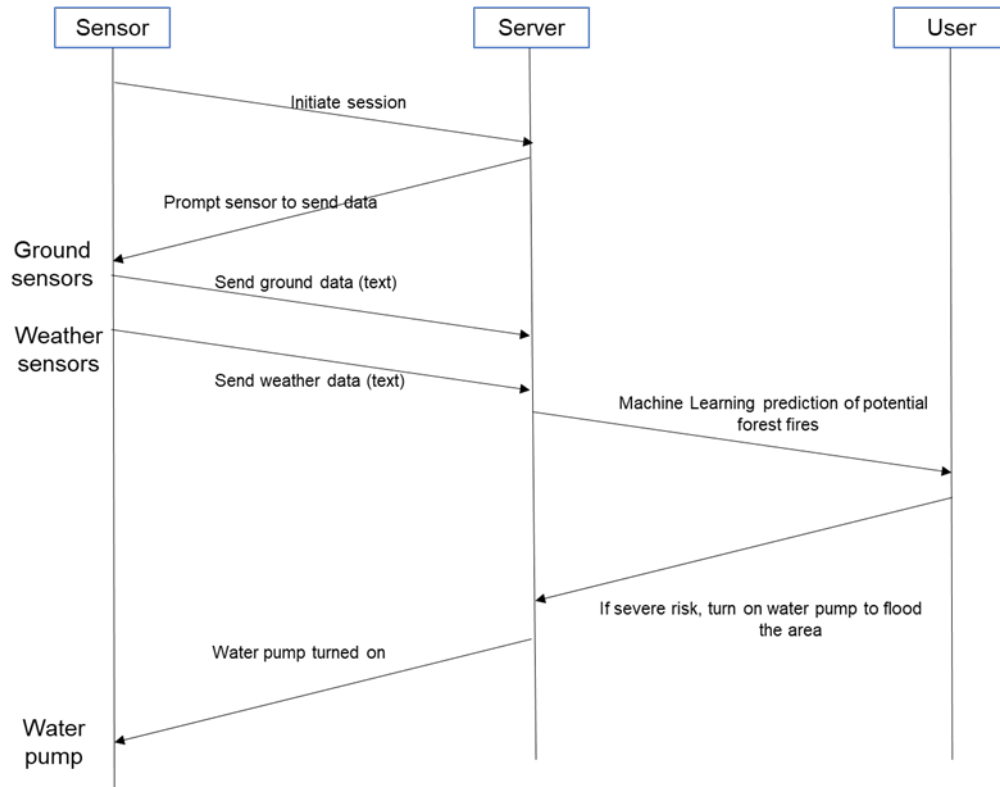 Sensor
Server
User
Initiate session
Prompt sensor to send data
Ground
sensors
Send ground data (text)
Weather
sensors
Send weather data (text)
Machine Learning prediction of potential
forest fires
If severe risk, turn on water pump to flood
the area
Water pump turned on
Water
pump